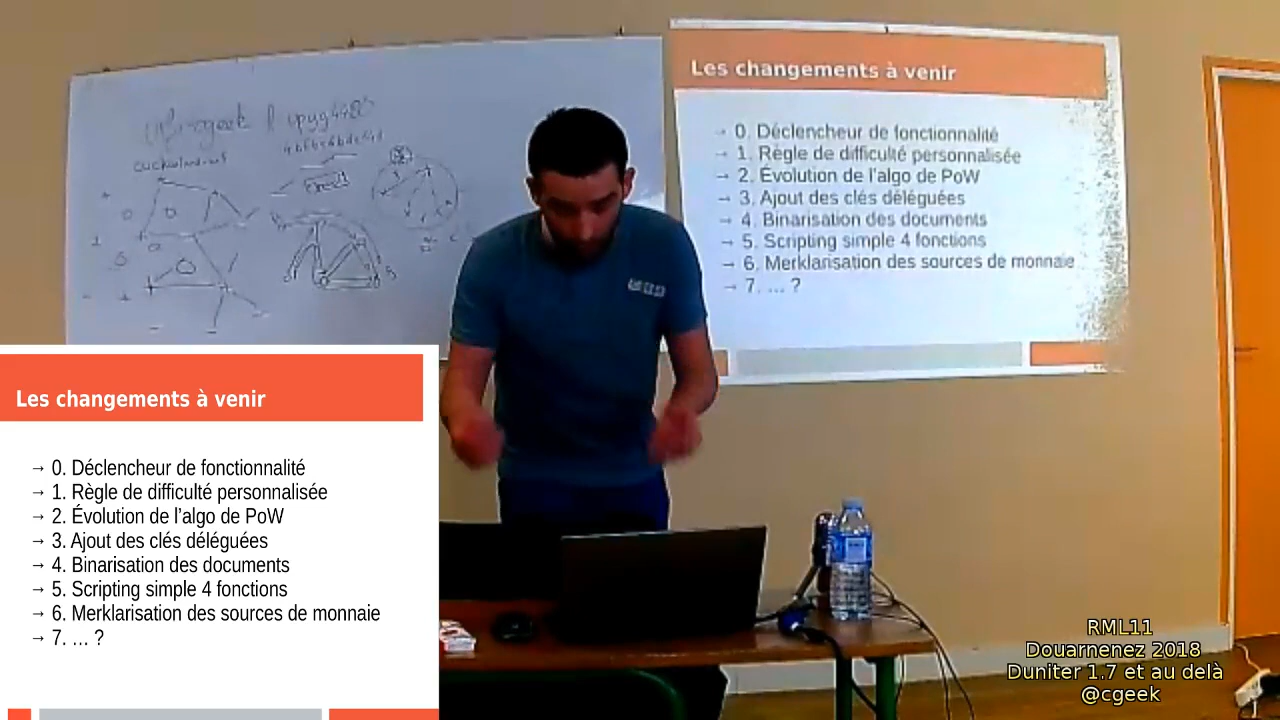 Les changements à venir
→ 0. Déclencheur de fonctionnalité
→ 1. Règle de difficulté personnalisée
→ 2. Évolution de l'algo de PoW
→ 3. Ajout des clés déléguées
→ 4. Binarisation des documents
→ 5. Scripting simple 4 fonctions
→ 6. Merklarisation des sources de monnaie
→ 7. ... ?
Les changements à venir
→ 0. Déclencheur de fonctionnalité
→ 1. Règle de difficulté personnalisée
→ 2. Évolution de l’algo de PoW
→ 3. Ajout des clés déléguées
→ 4. Binarisation des documents
→ 5. Scripting simple 4 fonctions
→ 6. Merklarisation des sources de monnaie
→ 7. … ?
RML11
Douarnenez 2018
Duniter 1.7 et au delà
@cgeek